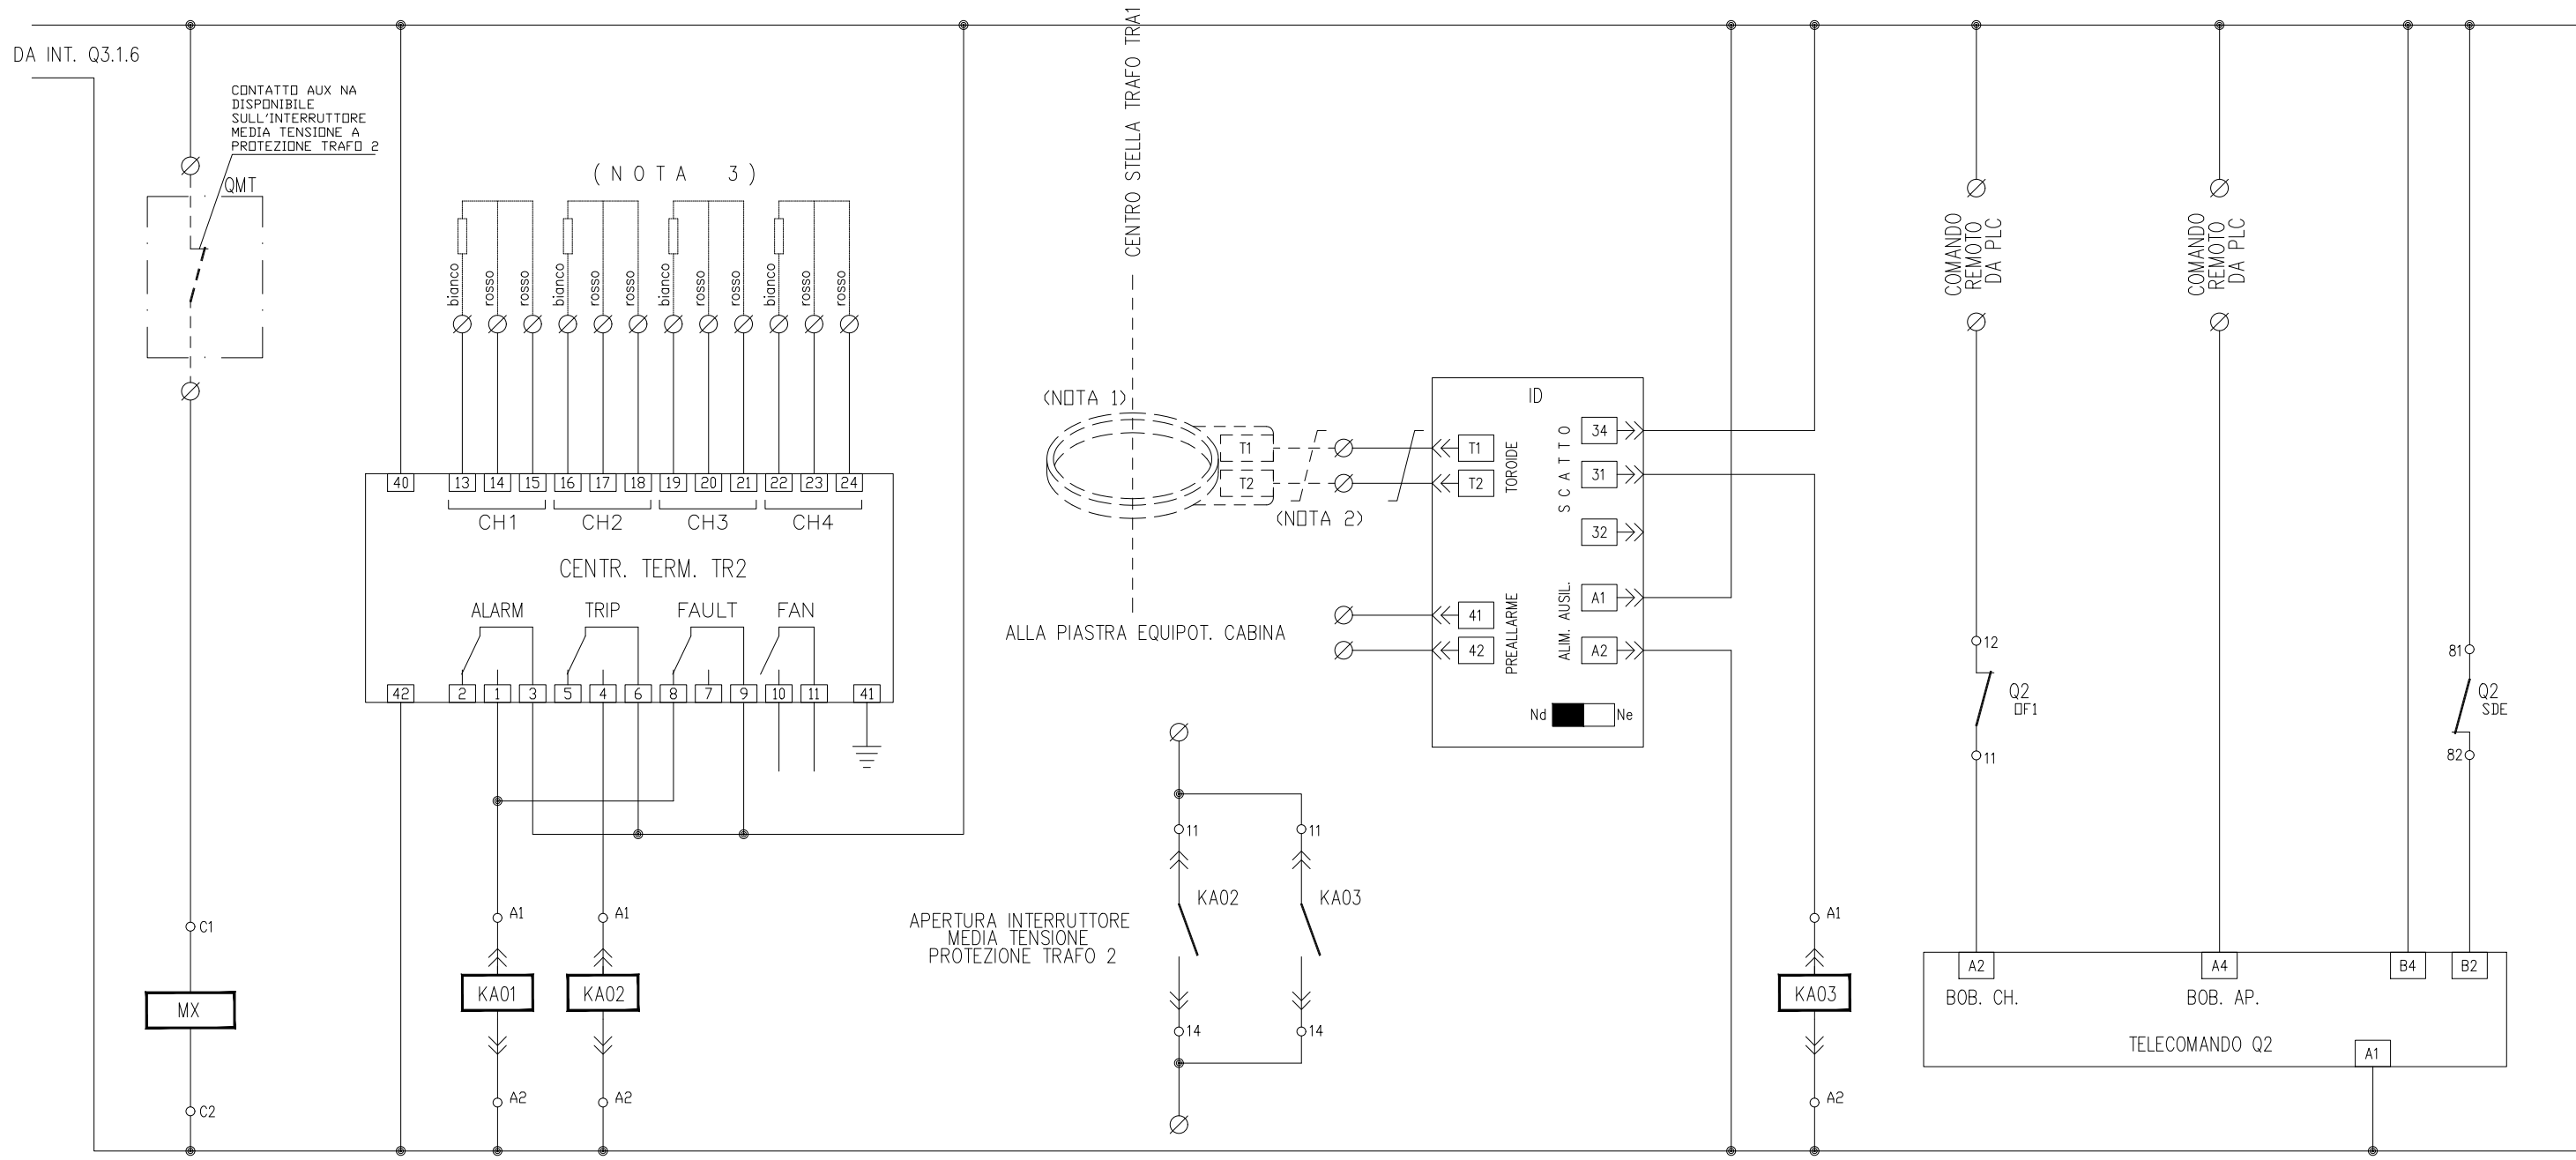 DA INT. Q3.1.6
CONTATTO AUX NA
DISPONIBILE
SULL'INTERRUTTORE
MEDIA TENSIONE A
PROTEZIONE TRAFO 2
QMT
C1
MX
C2
(NOTA 3)
bianco
rosso
rosso
bianco
rosso
rosso
bianco
rosso
rosso
bianco
rosso
rosso
40
13
14
15
16
17
18
19
20
21
22
23
24
CH1
CH2
CH3
CH4
CENTR. TERM. TR2
ALARM
TRIP
FAULT
FAN
42
2
1
3
5
4
6
8
7
9
10
11
41
A1
A1
KA01
KA02
A2
A2
CENTRO STELLA TRAFO TRA1
(NOTA 1)
T1
T2
(NOTA 2)
ALLA PIASTRA EQUIPOT. CABINA
ID
T1
T2
TOROIDE
SCATTO
34
31
32
41
42
PREALLARME
ALIM. AUSIL.
A1
A2
Nd
Ne
11
11
KA02
KA03
APERTURA INTERRUTTORE
MEDIA TENSIONE
PROTEZIONE TRAFO 2
14
14
A1
KA03
A2
COMANDO
REMOTO
DA PLC
COMANDO
REMOTO
DA PLC
12
Q2
OF1
11
81
Q2
SDE
82
A2
A4
B4
B2
BOB. CH.
BOB. AP.
TELECOMANDO Q2
A1